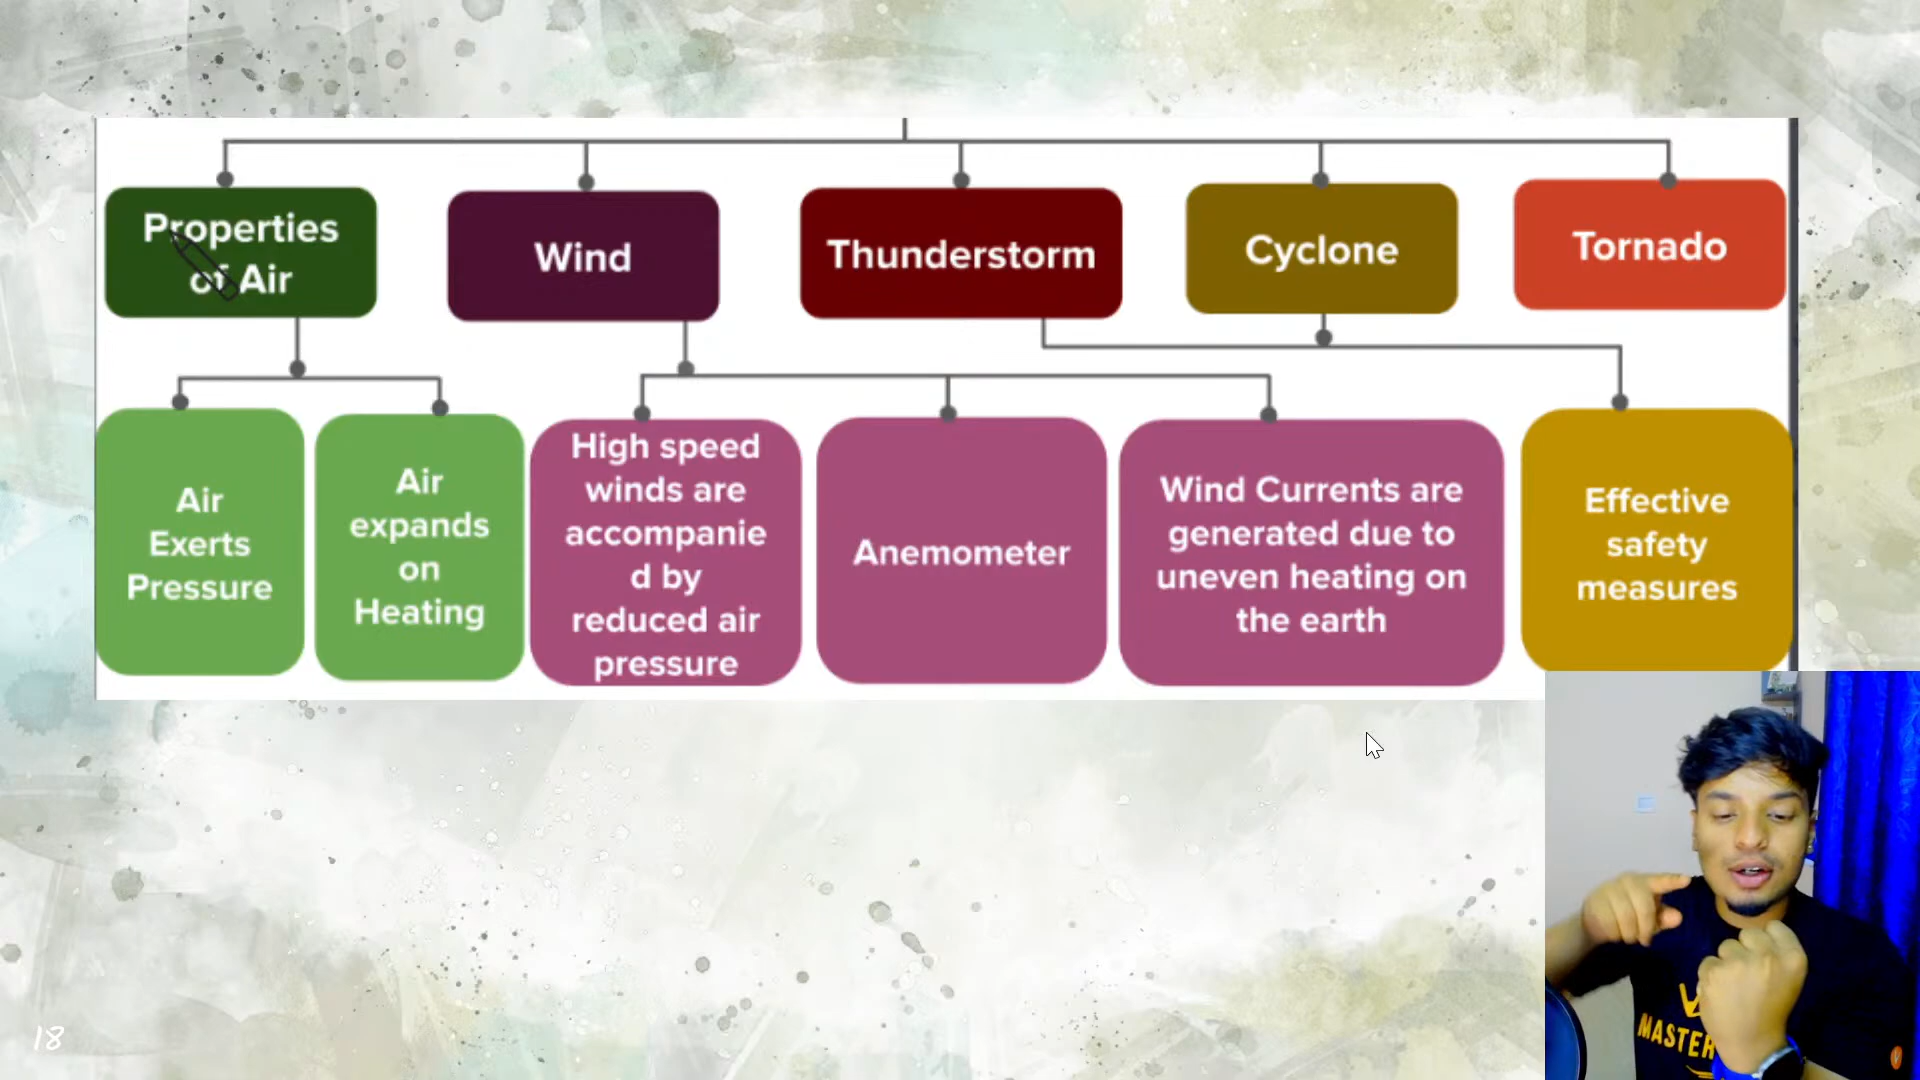 Properties
of Air
Wind
Thunderstorm
Cyclone
Tornado
Air
Exerts
Pressure
Air
expands
on
Heating
High speed
winds are
accompanie
d by
reduced air
pressure
Anemometer
Wind Currents are
generated due to
uneven heating on
the earth
Effective
safety
measures
18
MASTER